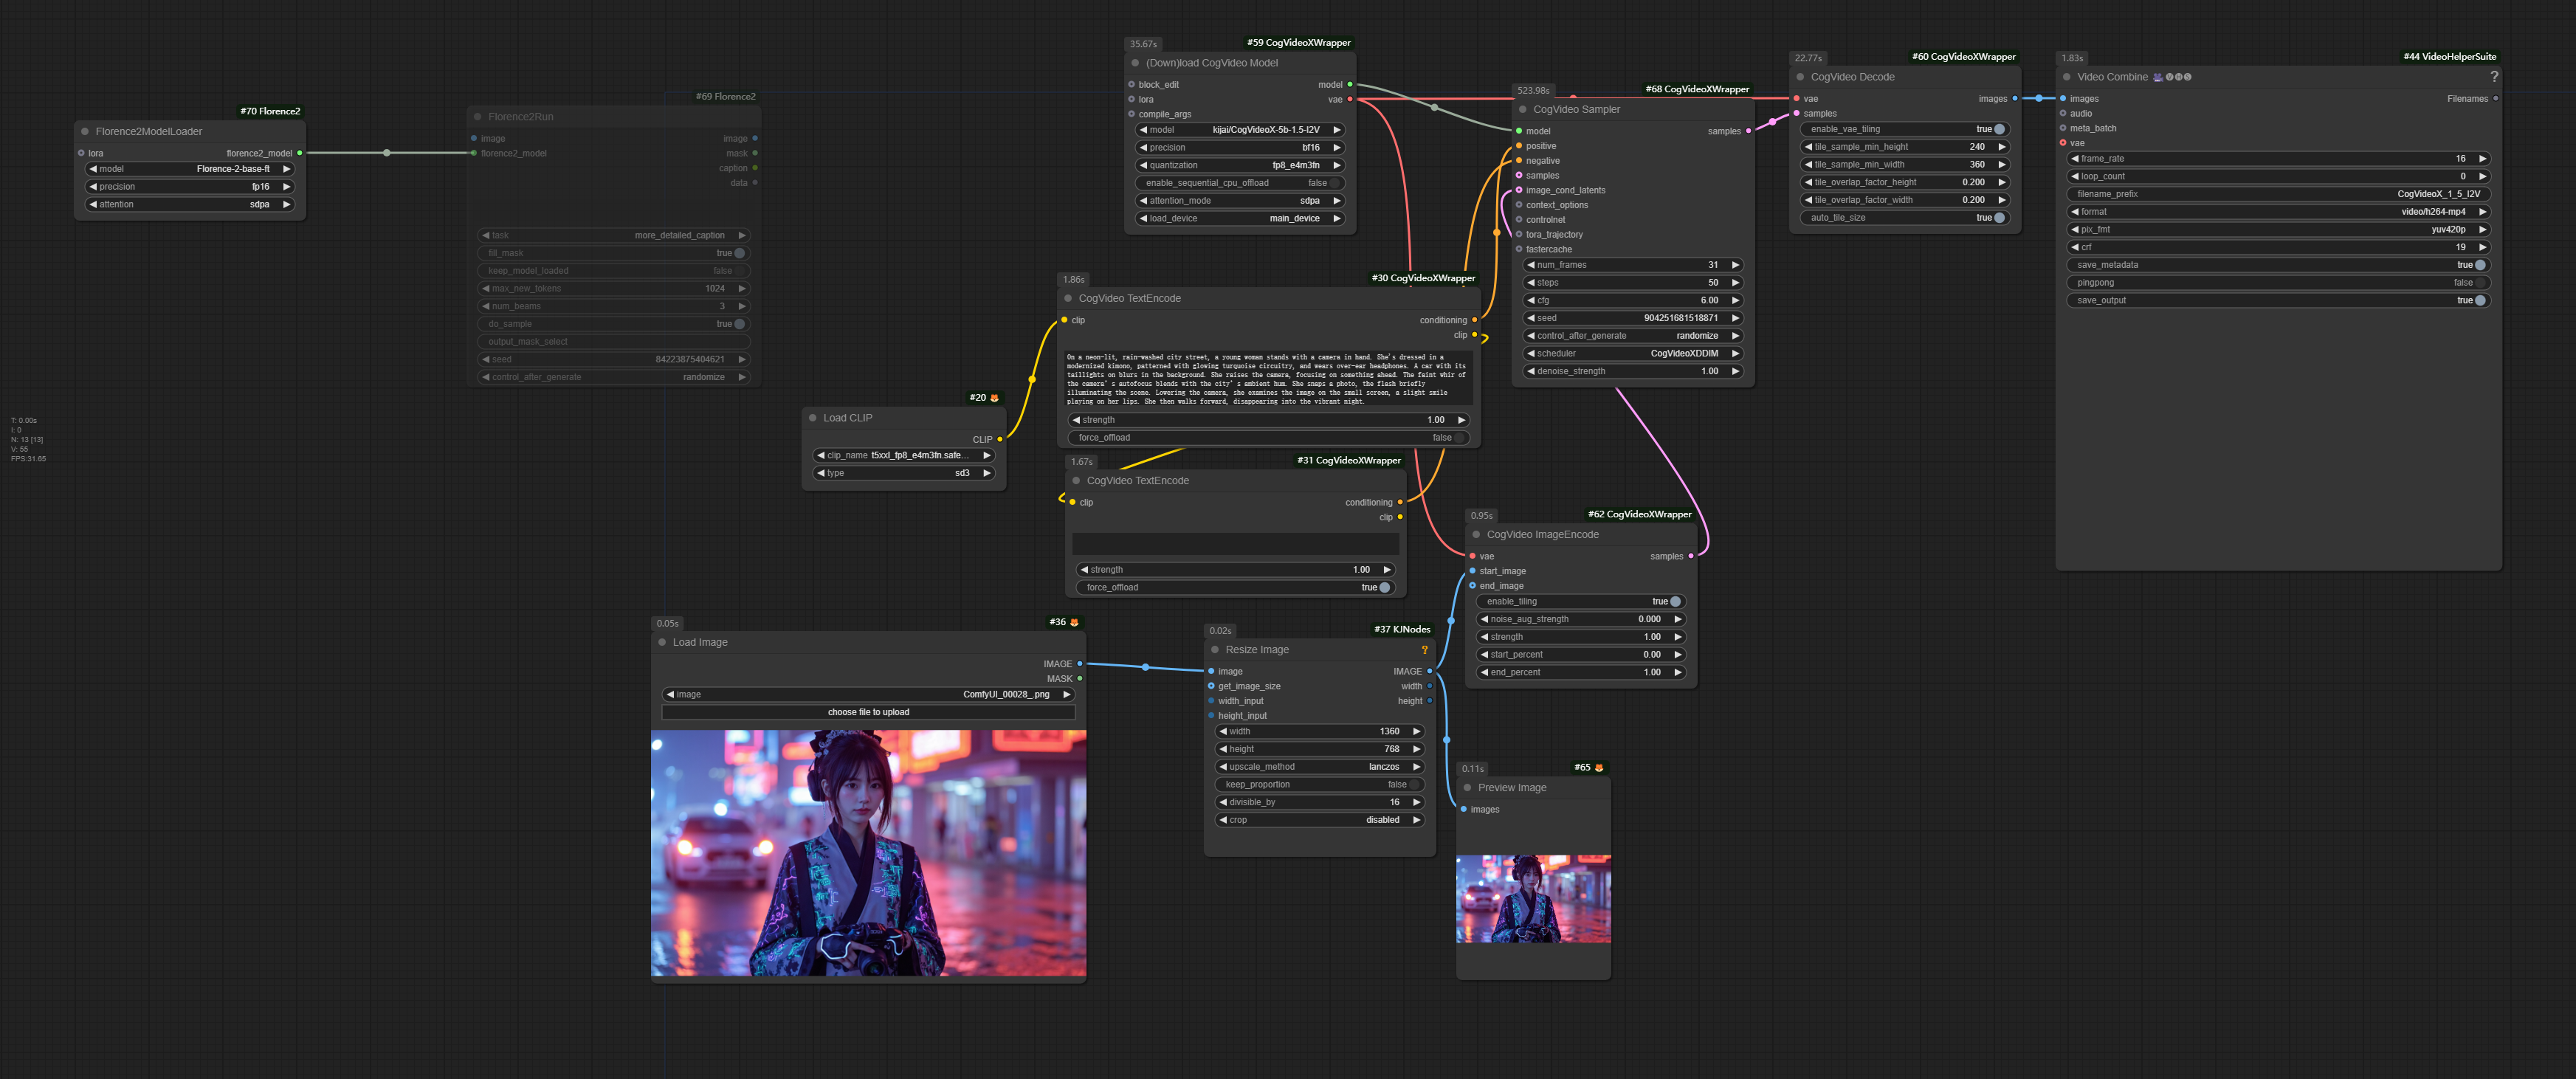 #70 Florence2
Florence2ModelLoader
lora florence2_model
model Florence-2-base-ft
precision fp16
attention sdpa
#69 Florence2
Florence2Run
image image
florence2_model mask
caption
data
task more_detailed_caption
fill_mask true
keep_model_loaded false
max_new_tokens 1024
num_beams 3
do_sample true
output_mask_select
seed 84223875404621
control_after_generate randomize
T: 0.00s
I: 0
N: 13 [13]
V: 55
FPS:31.65
#20
Load CLIP
CLIP
clip_name t5xxl_fp8_e4m3fn.safe...
type sd3
35.67s #59 CogVideoXWrapper
(Down)load CogVideo Model
block_edit model
lora vae
compile_args
model kijai/CogVideoX-5b-1.5-I2V
precision bf16
quantization fp8_e4m3fn
enable_sequential_cpu_offload false
attention_mode sdpa
load_device main_device
1.86s #30 CogVideoXWrapper
CogVideo TextEncode
clip conditioning
clip
On a neon-lit, rain-washed city street, a young woman stands with a camera in hand. She's dressed in a
modernized kimono, patterned with glowing turquoise circuitry, and wears over-ear headphones. A car with its
taillights on blurs in the background. She raises the camera, focusing on something ahead. The faint whir of
the camera's autofocus blends with the city's ambient hum. She snaps a photo, the flash briefly
illuminating the scene. Lowering the camera, she examines the image on the small screen, a slight smile
playing on her lips. She then walks forward, disappearing into the vibrant night.
strength 1.00
force_offload false
1.67s #31 CogVideoXWrapper
CogVideo TextEncode
clip conditioning
clip
strength 1.00
force_offload true
523.98s #68 CogVideoXWrapper
CogVideo Sampler
model samples
positive
negative
samples
image_cond_latents
context_options
controlnet
tora_trajectory
fastercache
num_frames 31
steps 50
cfg 6.00
seed 904251681518871
control_after_generate randomize
scheduler CogVideoXDDIM
denoise_strength 1.00
22.77s #60 CogVideoXWrapper
CogVideo Decode
vae images
samples
enable_vae_tiling true
tile_sample_min_height 240
tile_sample_min_width 360
tile_overlap_factor_height 0.200
tile_overlap_factor_width 0.200
auto_tile_size true
1.83s #44 VideoHelperSuite
Video Combine VHS ?
images Filenames
audio
meta_batch
vae
frame_rate 16
loop_count 0
filename_prefix CogVideoX_1_5_I2V
format video/h264-mp4
pix_fmt yuv420p
crf 19
save_metadata true
pingpong false
save_output true
0.95s #62 CogVideoXWrapper
CogVideo ImageEncode
vae samples
start_image
end_image
enable_tiling true
noise_aug_strength 0.000
strength 1.00
start_percent 0.00
end_percent 1.00
0.05s #36
Load Image
IMAGE
MASK
image ComfyUI_00028_.png
choose file to upload
0.02s #37 KJNodes
Resize Image ?
image IMAGE
get_image_size width
width_input height
height_input
width 1360
height 768
upscale_method lanczos
keep_proportion false
divisible_by 16
crop disabled
0.11s #65
Preview Image
images